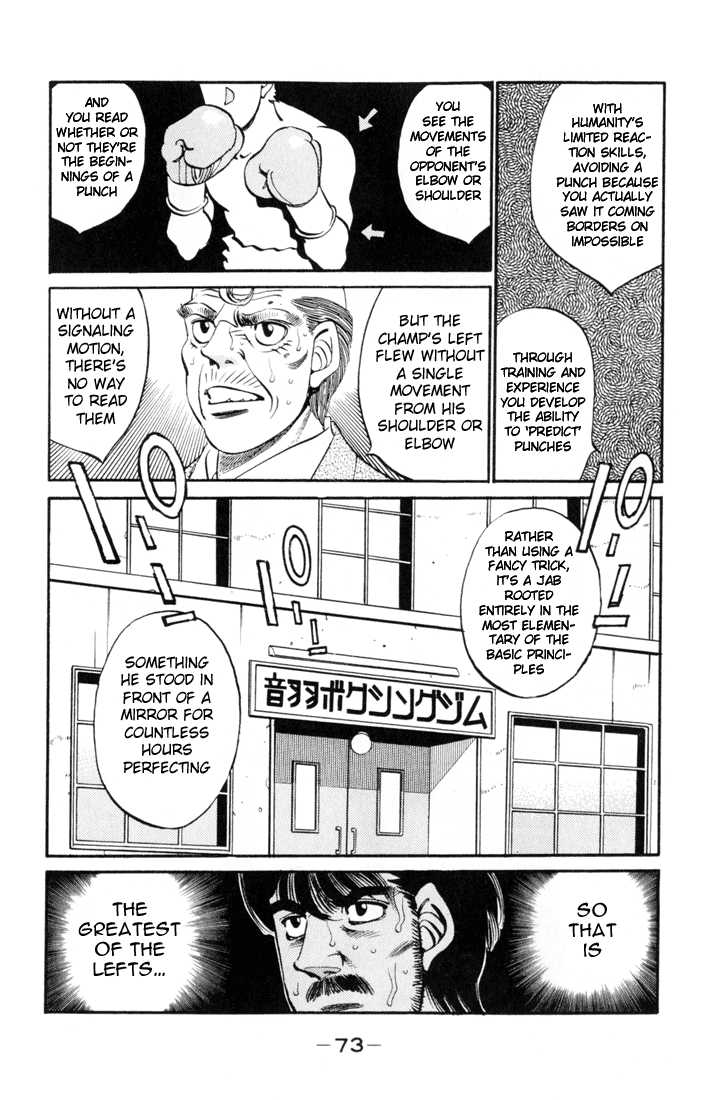 WITH
HUMANITY'S
LIMITED REAC-
TION SKILLS,
AVOIDING A
PUNCH BECAUSE
YOU ACTUALLY
SAW IT COMING
BORDERS ON
IMPOSSIBLE
THROUGH
TRAINING AND
EXPERIENCE
YOU DEVELOP
THE ABILITY
TO 'PREDICT'
PUNCHES
YOU
SEE THE
MOVEMENTS
OF THE
OPPONENT'S
ELBOW OR
SHOULDER
AND
YOU READ
WHETHER OR
NOT THEY'RE
THE BEGIN-
NINGS OF A
PUNCH
BUT THE
CHAMP'S LEFT
FLEW WITHOUT
A SINGLE
MOVEMENT
FROM HIS
SHOULDER OR
ELBOW
WITHOUT A
SIGNALING
MOTION,
THERE'S
NO WAY
TO READ
THEM
RATHER
THAN USING A
FANCY TRICK,
IT'S A JAB
ROOTED
ENTIRELY IN THE
MOST ELEMEN-
TARY OF THE
BASIC PRINCI-
PLES
SOMETHING
HE STOOD IN
FRONT OF A
MIRROR FOR
COUNTLESS
HOURS
PERFECTING
音羽ボクシングジム
SO
THAT
IS
THE
GREATEST
OF THE
LEFTS...
-73-